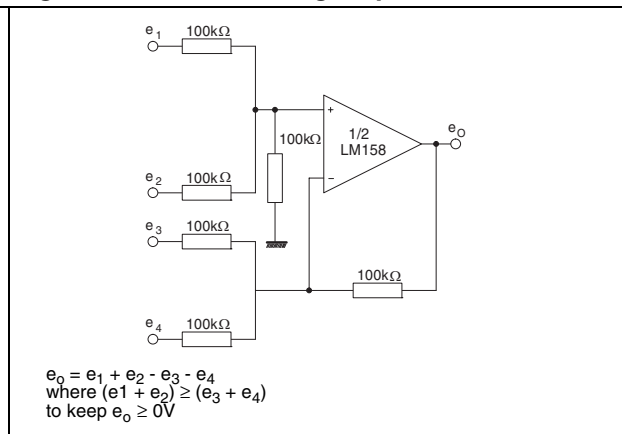 e1 100kΩ
100kΩ
+
1/2
LM158
-
eO
e2 100kΩ
e3 100kΩ
100kΩ
e4 100kΩ
eo = e1 + e2 - e3 - e4
where (e1 + e2) ≥ (e3 + e4)
to keep eo ≥ 0V